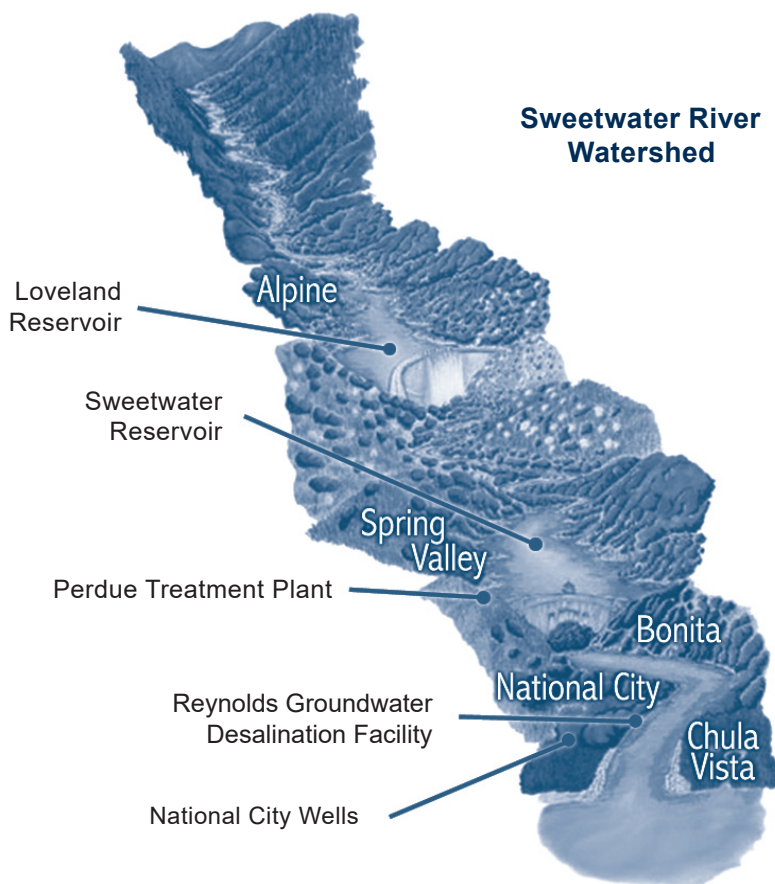 Sweetwater River
Watershed
Loveland
Reservoir
Alpine
Sweetwater
Reservoir
Spring
Valley
Perdue Treatment Plant
Bonita
National City
Reynolds Groundwater
Desalination Facility
Chula
Vista
National City Wells